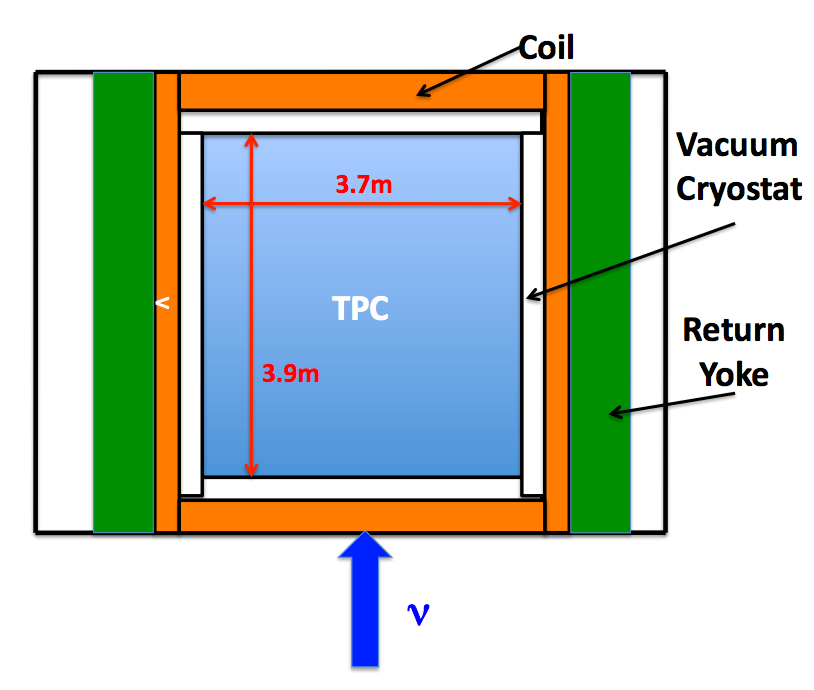 Coil
Vacuum
Cryostat
3.7m
<
TPC
Return
Yoke
3.9m
ν